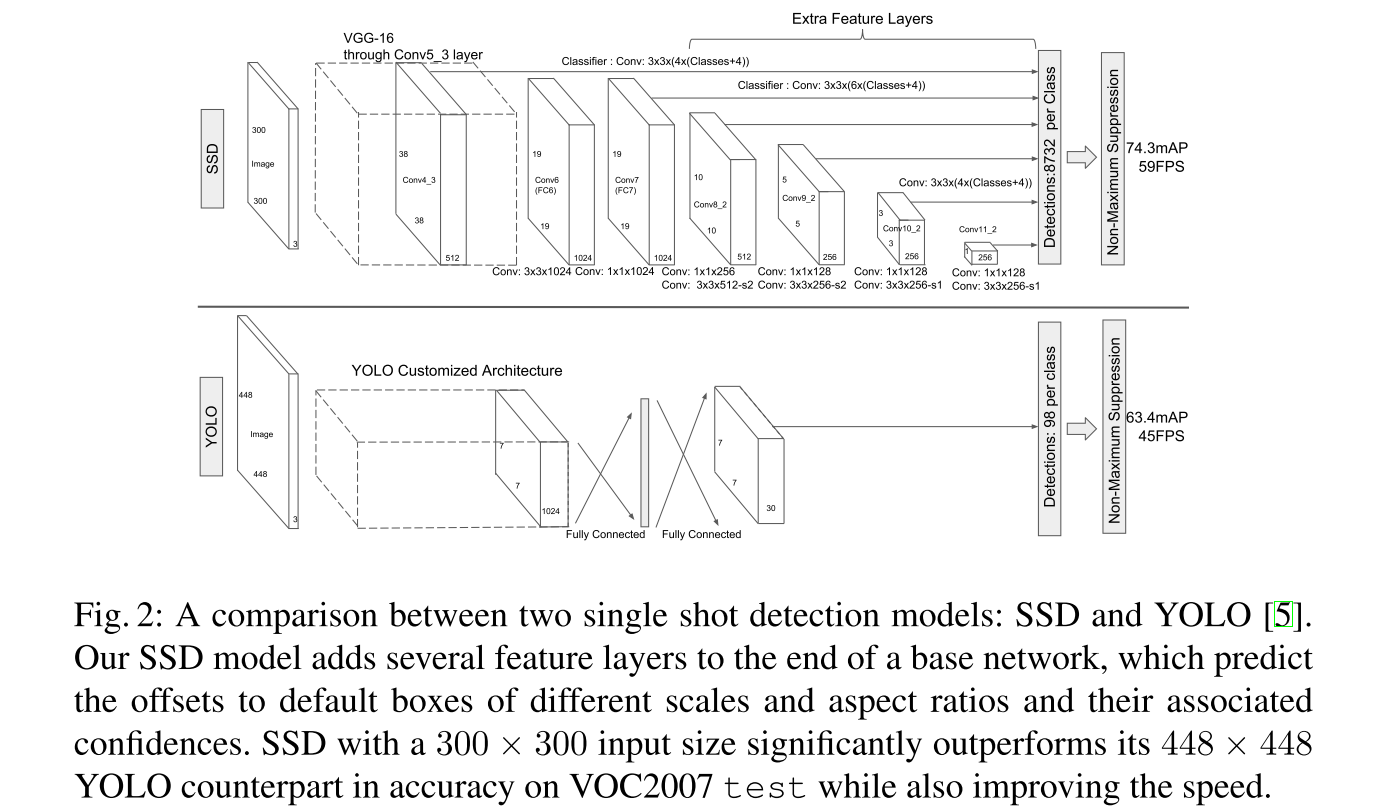 Extra Feature Layers
VGG-16
through Conv5_3 layer
Classifier : Conv: 3x3x(4x(Classes+4))
Classifier : Conv: 3x3x(6x(Classes+4))
SSD
300
Image
300
3
38
Conv4_3
38
512
19
Conv6
(FC6)
19
1024
19
Conv7
(FC7)
19
1024
10
Conv8_2
10
512
5
Conv9_2
5
256
Conv: 3x3x(4x(Classes+4))
3
Conv10_2
3
256
Conv11_2
1
256
Detections:8732 per Class
Non-Maximum Suppression
74.3mAP
59FPS
Conv: 3x3x1024
Conv: 1x1x1024
Conv: 1x1x256
Conv: 3x3x512-s2
Conv: 1x1x128
Conv: 3x3x256-s2
Conv: 1x1x128
Conv: 3x3x256-s1
Conv: 1x1x128
Conv: 3x3x256-s1
YOLO
448
Image
448
3
YOLO Customized Architecture
7
7
1024
Fully Connected
Fully Connected
7
7
30
Detections: 98 per class
Non-Maximum Suppression
63.4mAP
45FPS
Fig. 2: A comparison between two single shot detection models: SSD and YOLO [5].
Our SSD model adds several feature layers to the end of a base network, which predict
the offsets to default boxes of different scales and aspect ratios and their associated
confidences. SSD with a 300 × 300 input size significantly outperforms its 448 × 448
YOLO counterpart in accuracy on VOC2007 test while also improving the speed.